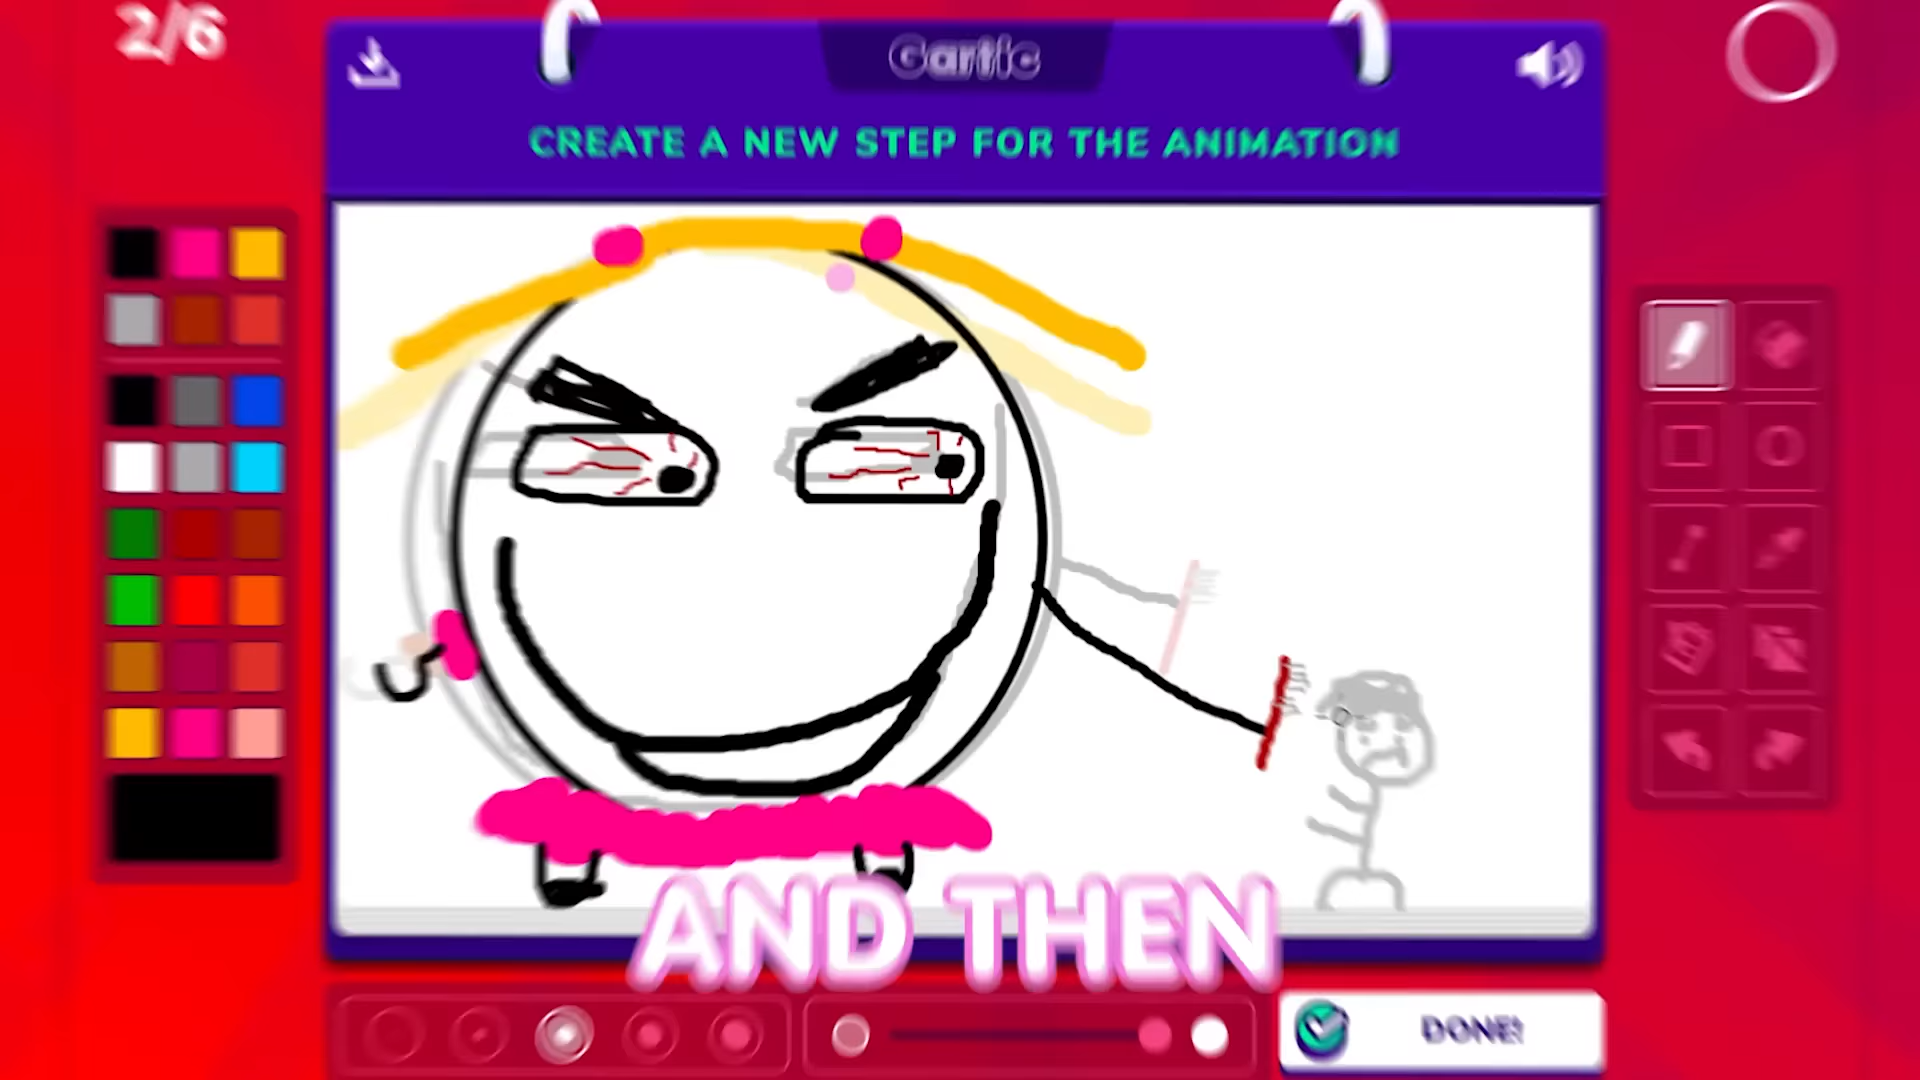 2/6
Gartic
CREATE A NEW STEP FOR THE ANIMATION
AND THEN
DONE!